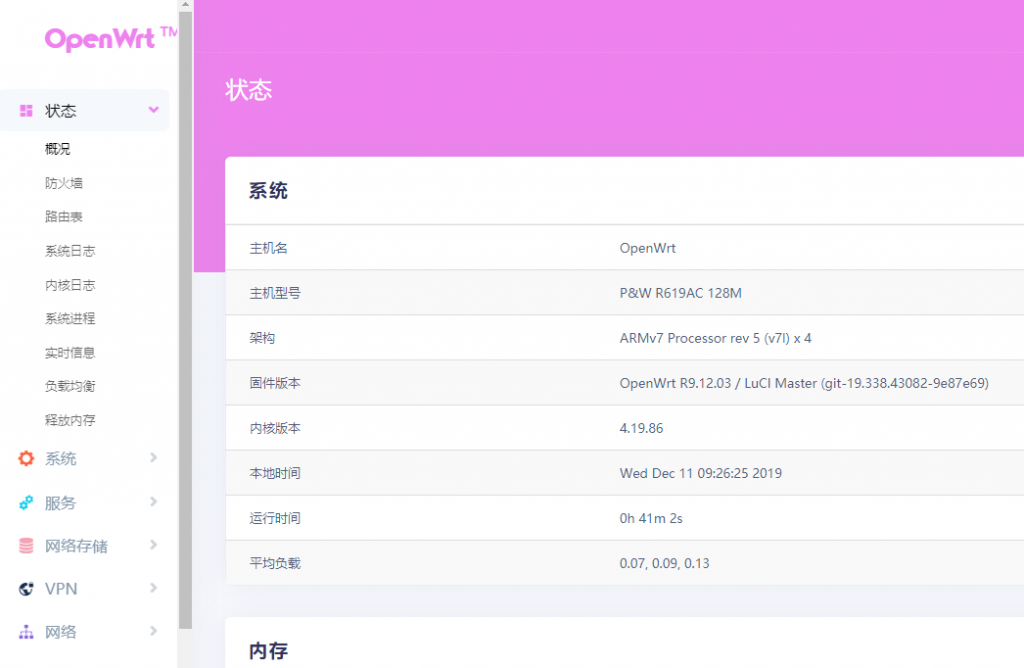 OpenWrt ™
状态
概况
防火墙
路由表
系统日志
内核日志
系统进程
实时信息
负载均衡
释放内存
系统
服务
网络存储
VPN
网络
状态
系统
主机名 OpenWrt
主机型号 P&W R619AC 128M
架构 ARMv7 Processor rev 5 (v7l) x 4
固件版本 OpenWrt R9.12.03 / LuCI Master (git-19.338.43082-9e87e69)
内核版本 4.19.86
本地时间 Wed Dec 11 09:26:25 2019
运行时间 0h 41m 2s
平均负载 0.07, 0.09, 0.13
内存